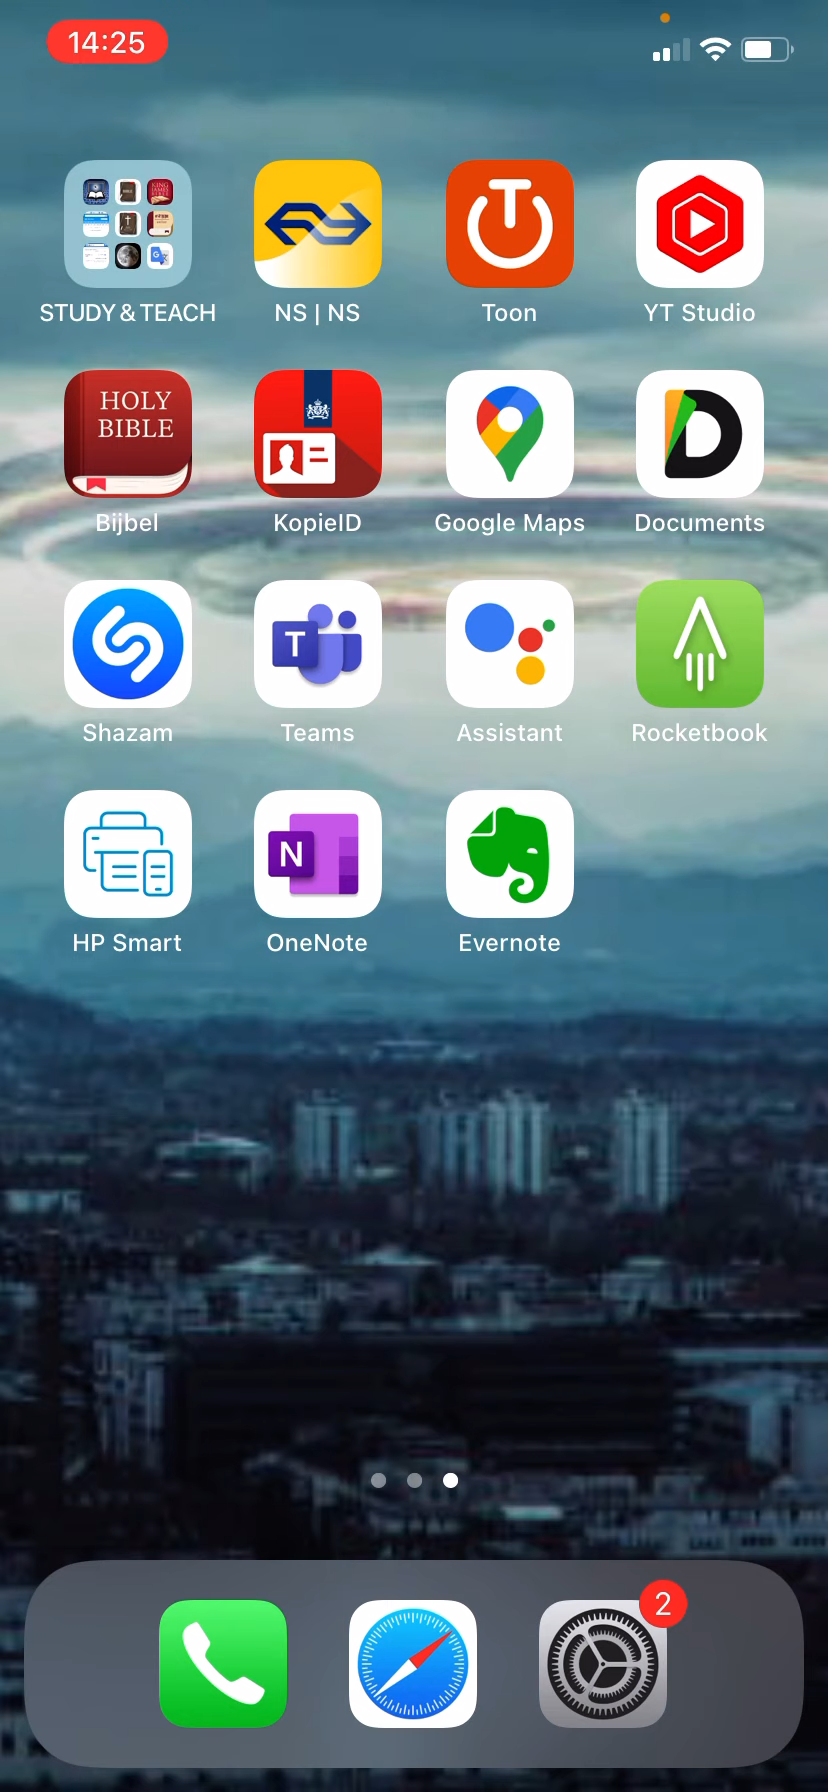 14:25
STUDY & TEACH
NS | NS
Toon
YT Studio
HOLY
BIBLE
Bijbel
KopieID
Google Maps
Documents
Shazam
T
Teams
Assistant
Rocketbook
HP Smart
N
OneNote
Evernote
2